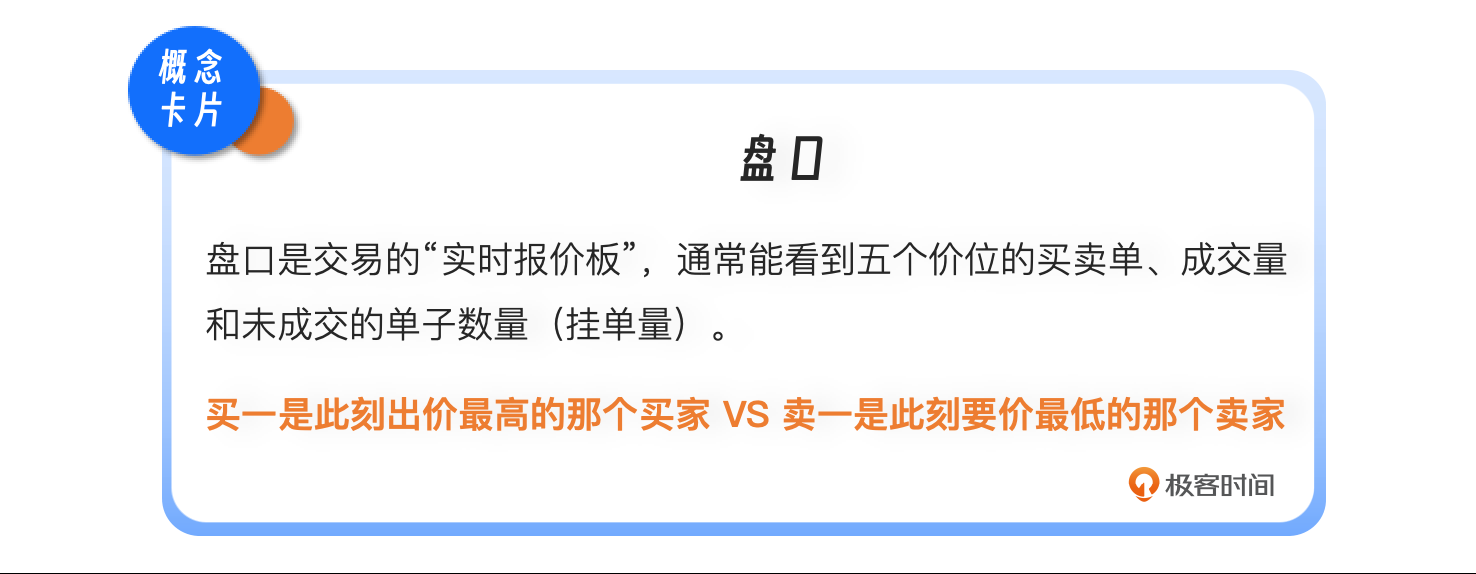 概念
卡片
盘口
盘口是交易的“实时报价板”，通常能看到五个价位的买卖单、成交量
和未成交的单子数量（挂单量）。
买一是此刻出价最高的那个买家 VS 卖一是此刻要价最低的那个卖家
极客时间